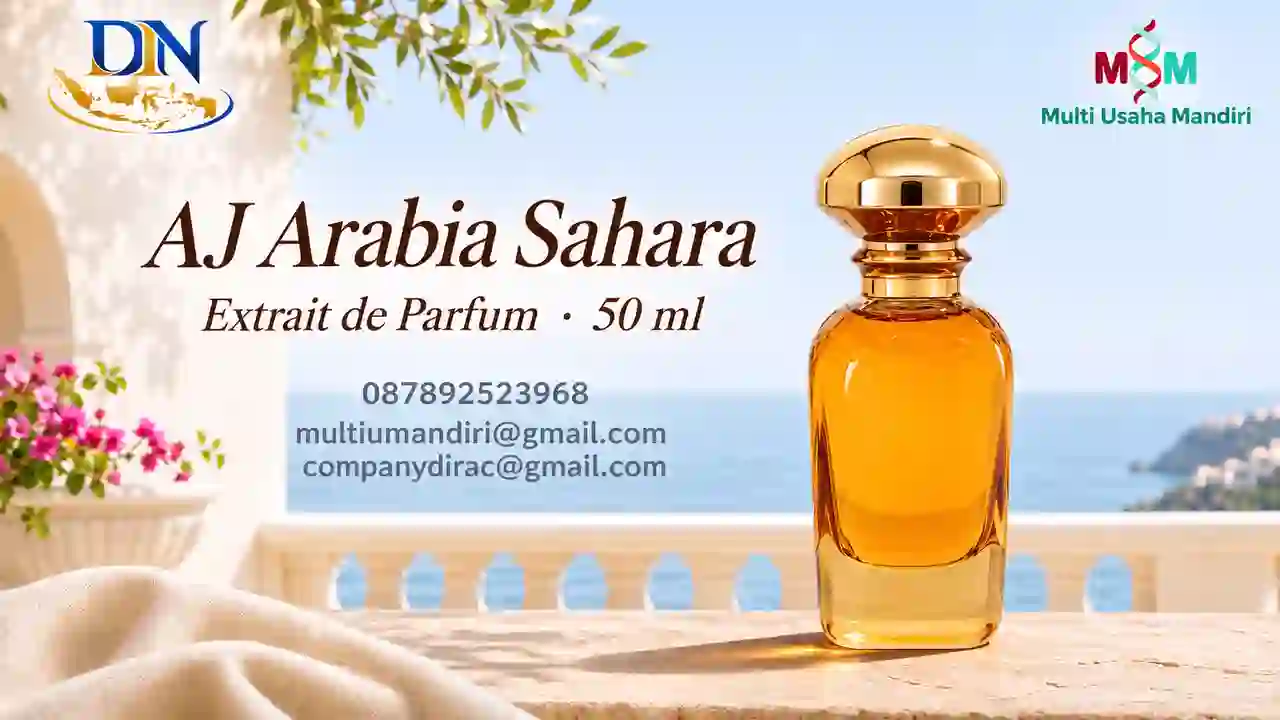 DN
MSM
Multi Usaha Mandiri
AJ Arabia Sahara
Extrait de Parfum · 50 ml
087892523968
multiumandiri@gmail.com
companydirac@gmail.com